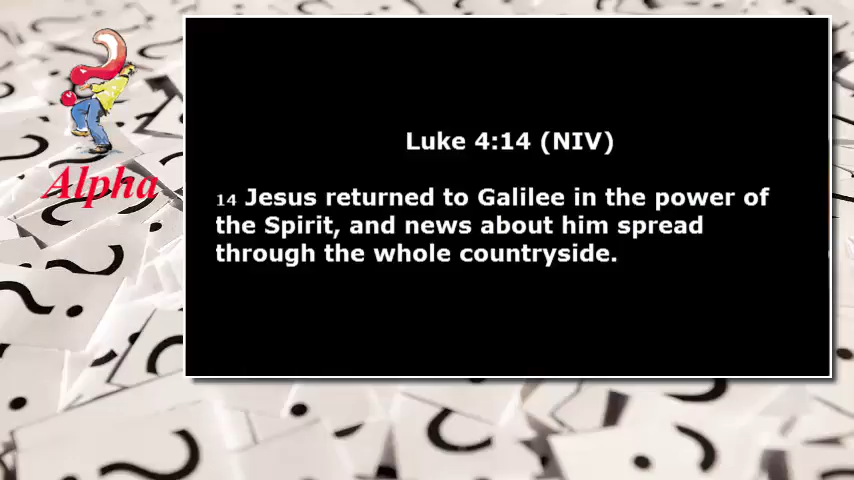 Alpha
Luke 4:14 (NIV)
14 Jesus returned to Galilee in the power of
the Spirit, and news about him spread
through the whole countryside.